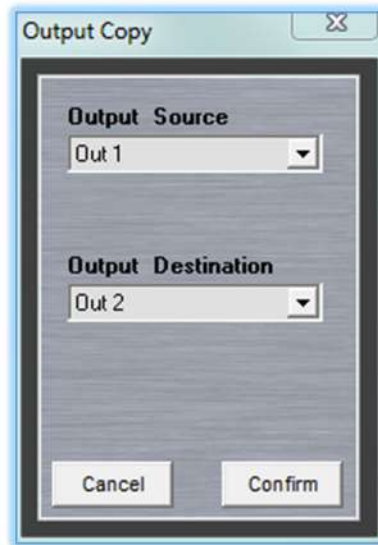 Output Copy
Output Source
Out 1
Output Destination
Out 2
Cancel Confirm